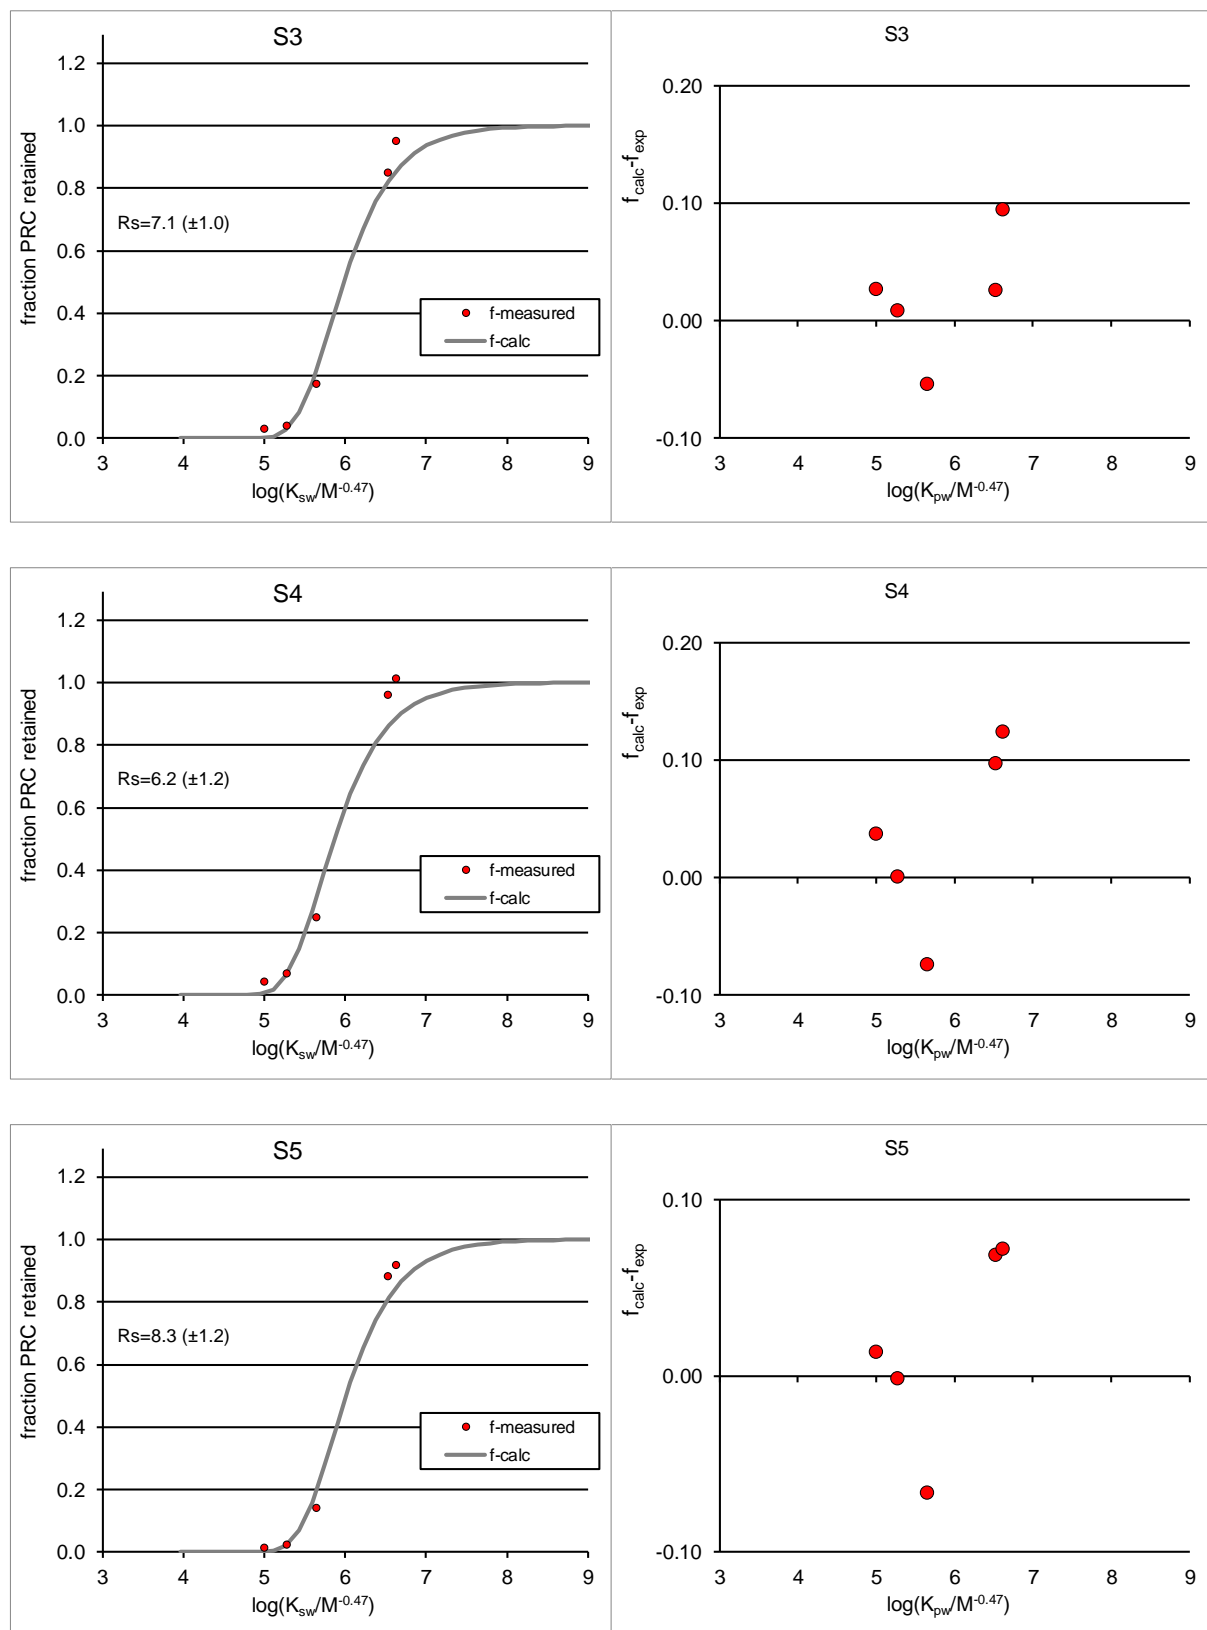 S3
1.2
1.0
0.8
0.6
0.4
0.2
0.0
fraction PRC retained
Rs=7.1 (±1.0)
f-measured
f-calc
3 4 5 6 7 8 9
log(Ksw/M-0.47)
S3
0.20
0.10
0.00
-0.10
fcalc-fexp
3 4 5 6 7 8 9
log(Kpw/M-0.47)
S4
1.2
1.0
0.8
0.6
0.4
0.2
0.0
fraction PRC retained
Rs=6.2 (±1.2)
f-measured
f-calc
3 4 5 6 7 8 9
log(Ksw/M-0.47)
S4
0.20
0.10
0.00
-0.10
fcalc-fexp
3 4 5 6 7 8 9
log(Kpw/M-0.47)
S5
1.2
1.0
0.8
0.6
0.4
0.2
0.0
fraction PRC retained
Rs=8.3 (±1.2)
f-measured
f-calc
3 4 5 6 7 8 9
log(Ksw/M-0.47)
S5
0.10
0.00
-0.10
fcalc-fexp
3 4 5 6 7 8 9
log(Kpw/M-0.47)